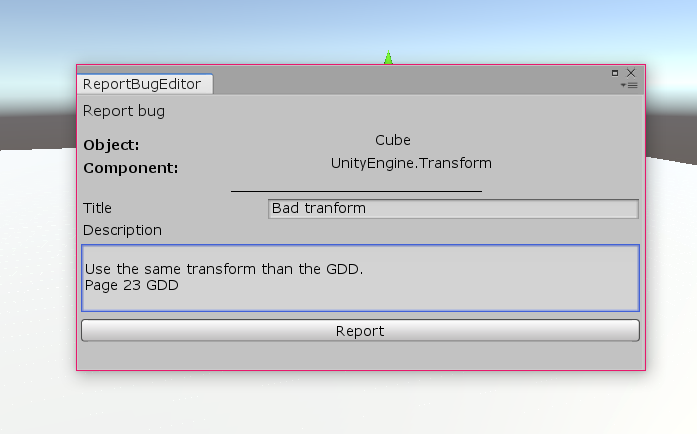 ReportBugEditor
Report bug
Object: Cube
Component: UnityEngine.Transform
Title Bad tranform
Description
Use the same transform than the GDD.
Page 23 GDD
Report